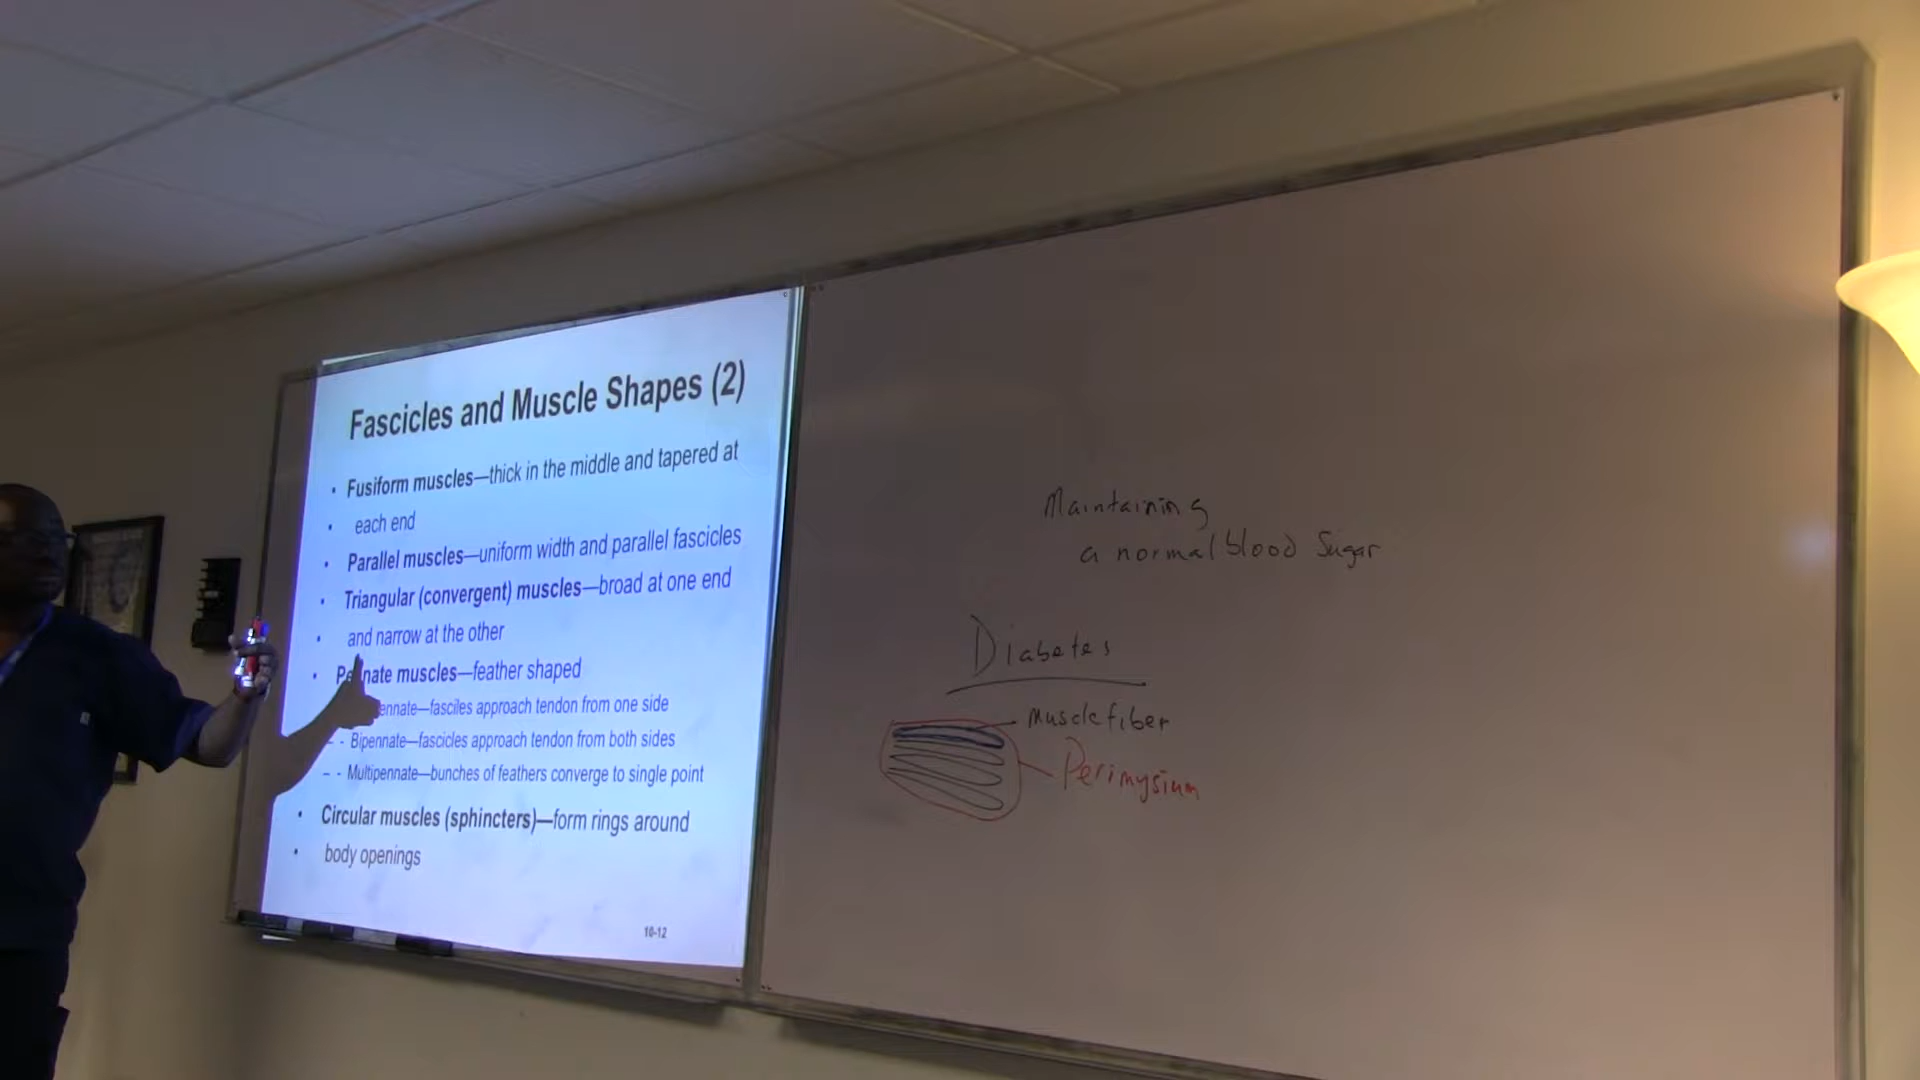 Fascicles and Muscle Shapes (2)
• Fusiform muscles—thick in the middle and tapered at
• each end
• Parallel muscles—uniform width and parallel fascicles
• Triangular (convergent) muscles—broad at one end
• and narrow at the other
• Pennate muscles—feather shaped
ennate—fasciles approach tendon from one side
– - Bipennate—fascicles approach tendon from both sides
– - Multipennate—bunches of feathers converge to single point
• Circular muscles (sphincters)—form rings around
• body openings
10-12
Maintaining
a normal blood Sugar
Diabetes
muscle fiber
Perimysium